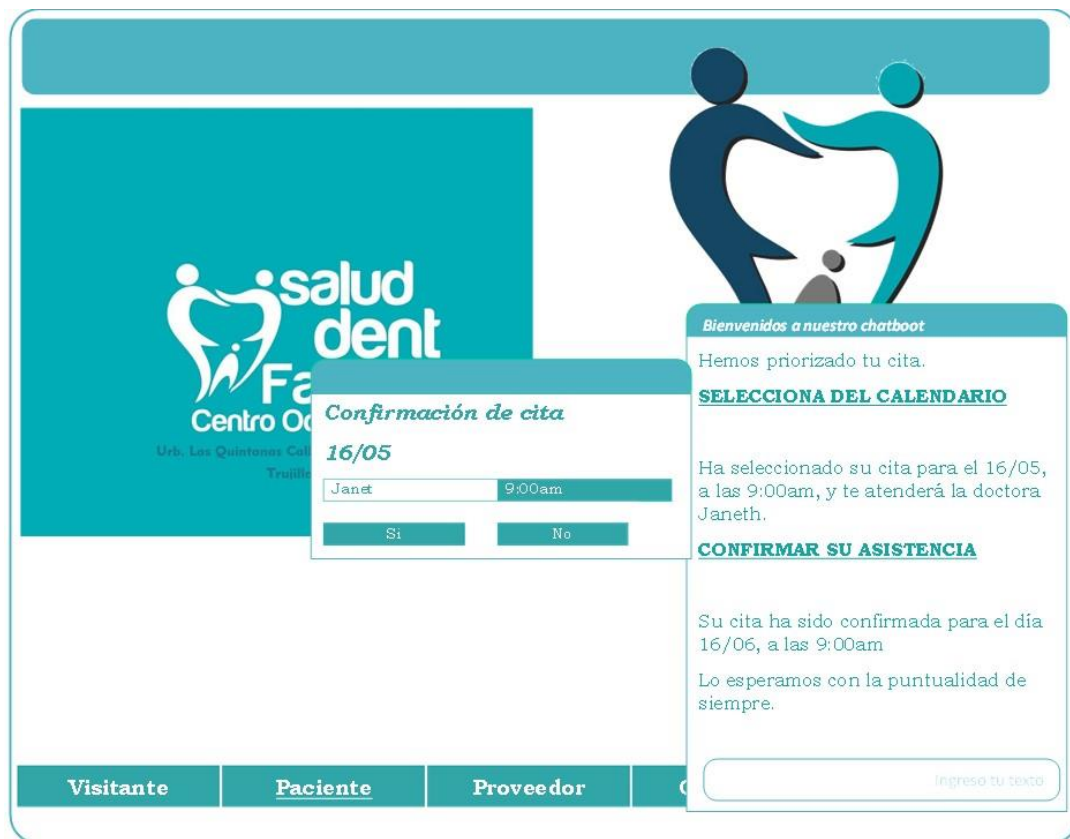 salud
dent
Fa
Centro Od
Urb. Las Quintanas Call
Trujillo
Confirmación de cita
16/05
Janet 9:00am
Si No
Bienvenidos a nuestro chatboot
Hemos priorizado tu cita.
SELECCIONA DEL CALENDARIO
Ha seleccionado su cita para el 16/05,
a las 9:00am, y te atenderá la doctora
Janeth.
CONFIRMAR SU ASISTENCIA
Su cita ha sido confirmada para el día
16/06, a las 9:00am
Lo esperamos con la puntualidad de
siempre.
Ingreso tu texto
Visitante Paciente Proveedor